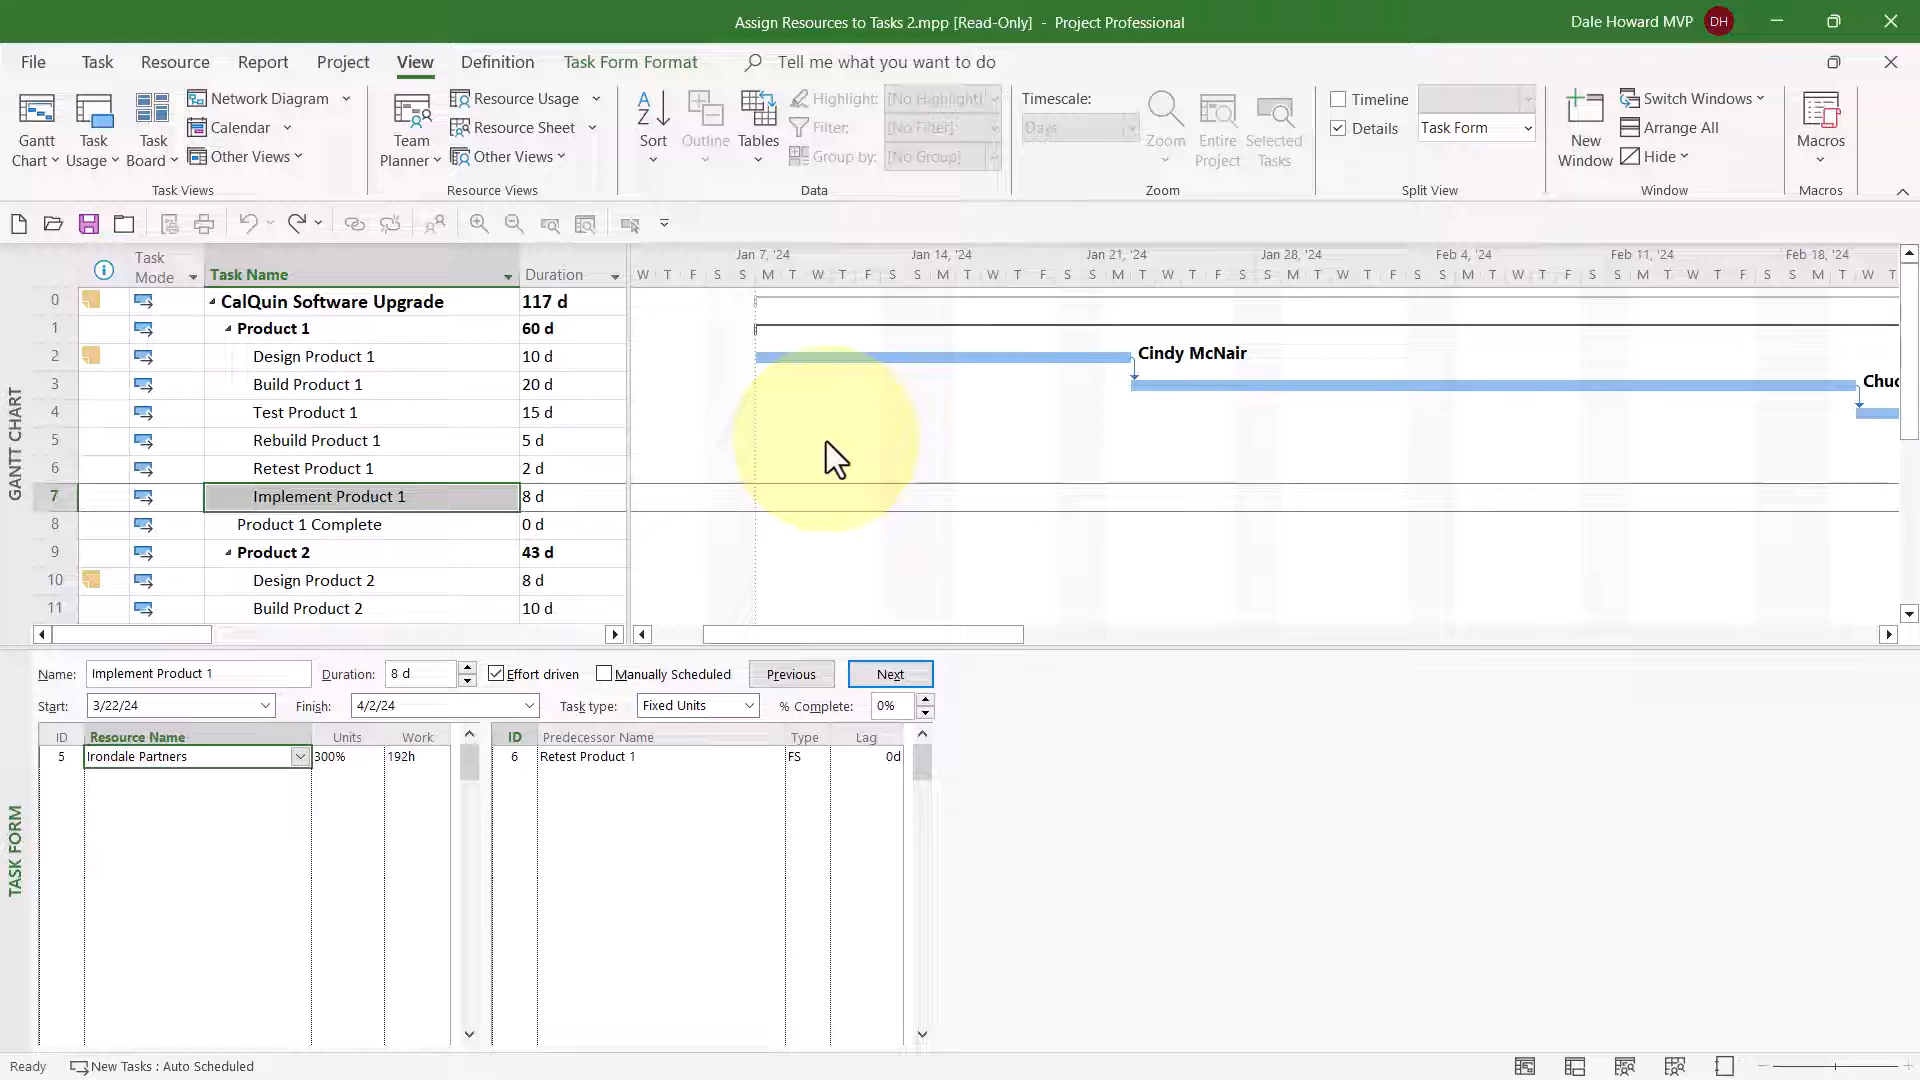 Assign Resources to Tasks 2.mpp [Read-Only] - Project Professional
Dale Howard MVP DH
File Task Resource Report Project View Definition Task Form Format Tell me what you want to do
Gantt Chart
Task Usage
Task Board
Network Diagram
Calendar
Other Views
Task Views
Team Planner
Resource Usage
Resource Sheet
Other Views
Resource Views
A Z Sort
Outline
Tables
Highlight: [No Highlight]
Filter: [No Filter]
Group by: [No Group]
Data
Timescale:
Days
Zoom
Entire Project
Selected Tasks
Zoom
Timeline
Details Task Form
Split View
New Window
Switch Windows
Arrange All
Hide
Window
Macros
Macros
Task Mode Task Name Duration
Jan 7, '24 Jan 14, '24 Jan 21, '24 Jan 28, '24 Feb 4, '24 Feb 11, '24 Feb 18, '24
W T F S S M T W T F S S M T W T F S S M T W T F S S M T W T F S S M T W T F S S M T W T F S S M T W T
GANTT CHART
0 CalQuin Software Upgrade 117 d
1 Product 1 60 d
2 Design Product 1 10 d Cindy McNair
3 Build Product 1 20 d Chuc
4 Test Product 1 15 d
5 Rebuild Product 1 5 d
6 Retest Product 1 2 d
7 Implement Product 1 8 d
8 Product 1 Complete 0 d
9 Product 2 43 d
10 Design Product 2 8 d
11 Build Product 2 10 d
Name: Implement Product 1 Duration: 8 d Effort driven Manually Scheduled Previous Next
Start: 3/22/24 Finish: 4/2/24 Task type: Fixed Units % Complete: 0%
ID Resource Name Units Work ID Predecessor Name Type Lag
5 Irondale Partners 300% 192h 6 Retest Product 1 FS 0d
TASK FORM
Ready New Tasks : Auto Scheduled